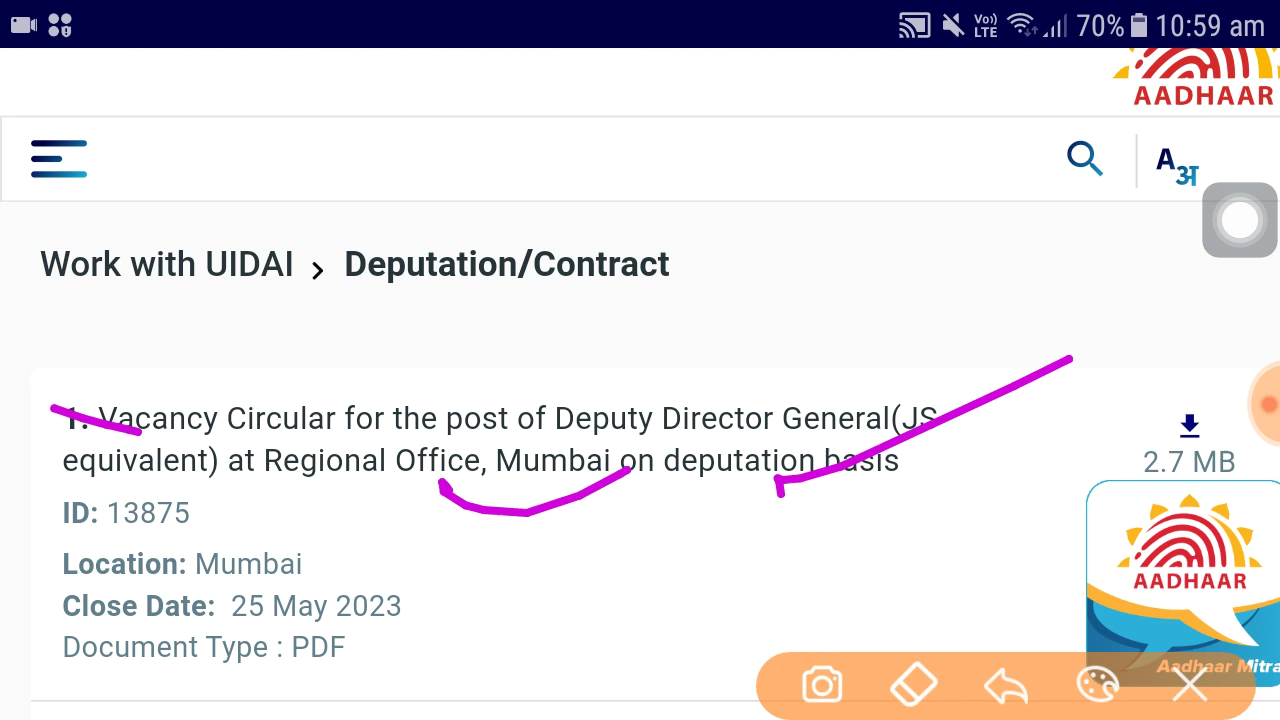 Vo))
LTE
70%
10:59 am
AADHAAR
A
अ
Work with UIDAI › Deputation/Contract
1. Vacancy Circular for the post of Deputy Director General(JS
equivalent) at Regional Office, Mumbai on deputation basis
2.7 MB
ID: 13875
Location: Mumbai
Close Date: 25 May 2023
Document Type : PDF
AADHAAR
Aadhaar Mitra